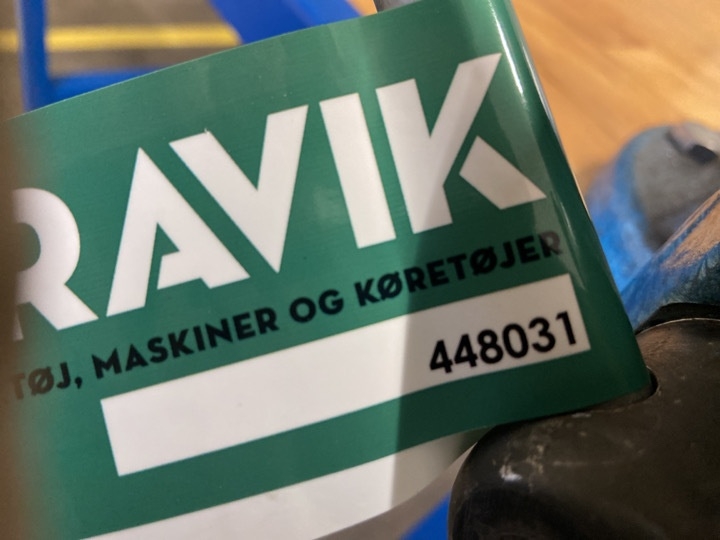 RAVIK
TØJ, MASKINER OG KØRETØJER
448031